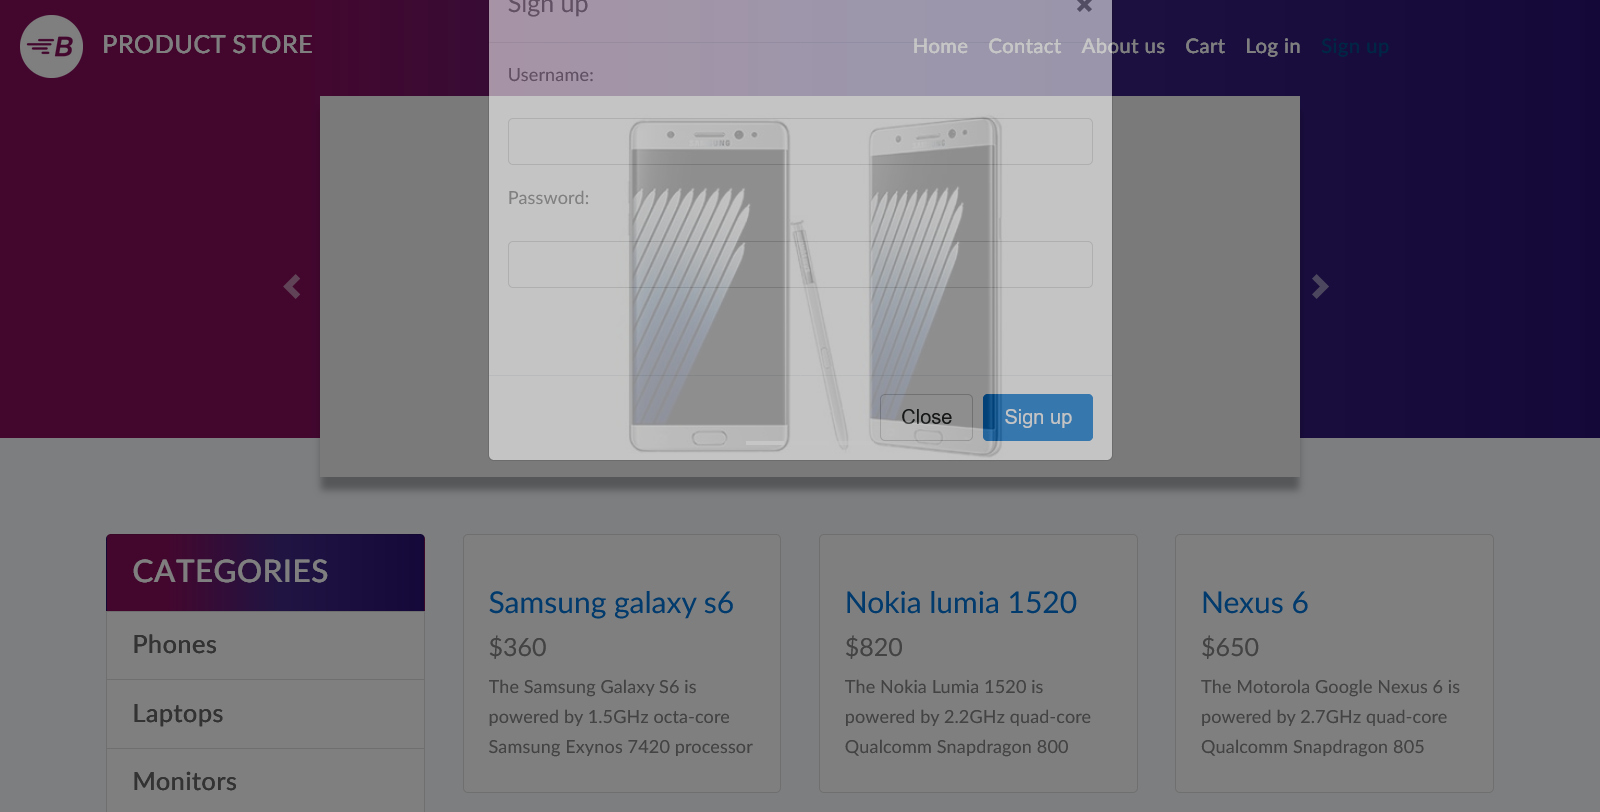 Sign up
B PRODUCT STORE
Home Contact About us Cart Log in Sign up
Username:
SAMSUNG SAMSUNG
Password:
Close Sign up
CATEGORIES
Phones
Laptops
Monitors
Samsung galaxy s6
$360
The Samsung Galaxy S6 is
powered by 1.5GHz octa-core
Samsung Exynos 7420 processor
Nokia lumia 1520
$820
The Nokia Lumia 1520 is
powered by 2.2GHz quad-core
Qualcomm Snapdragon 800
Nexus 6
$650
The Motorola Google Nexus 6 is
powered by 2.7GHz quad-core
Qualcomm Snapdragon 805